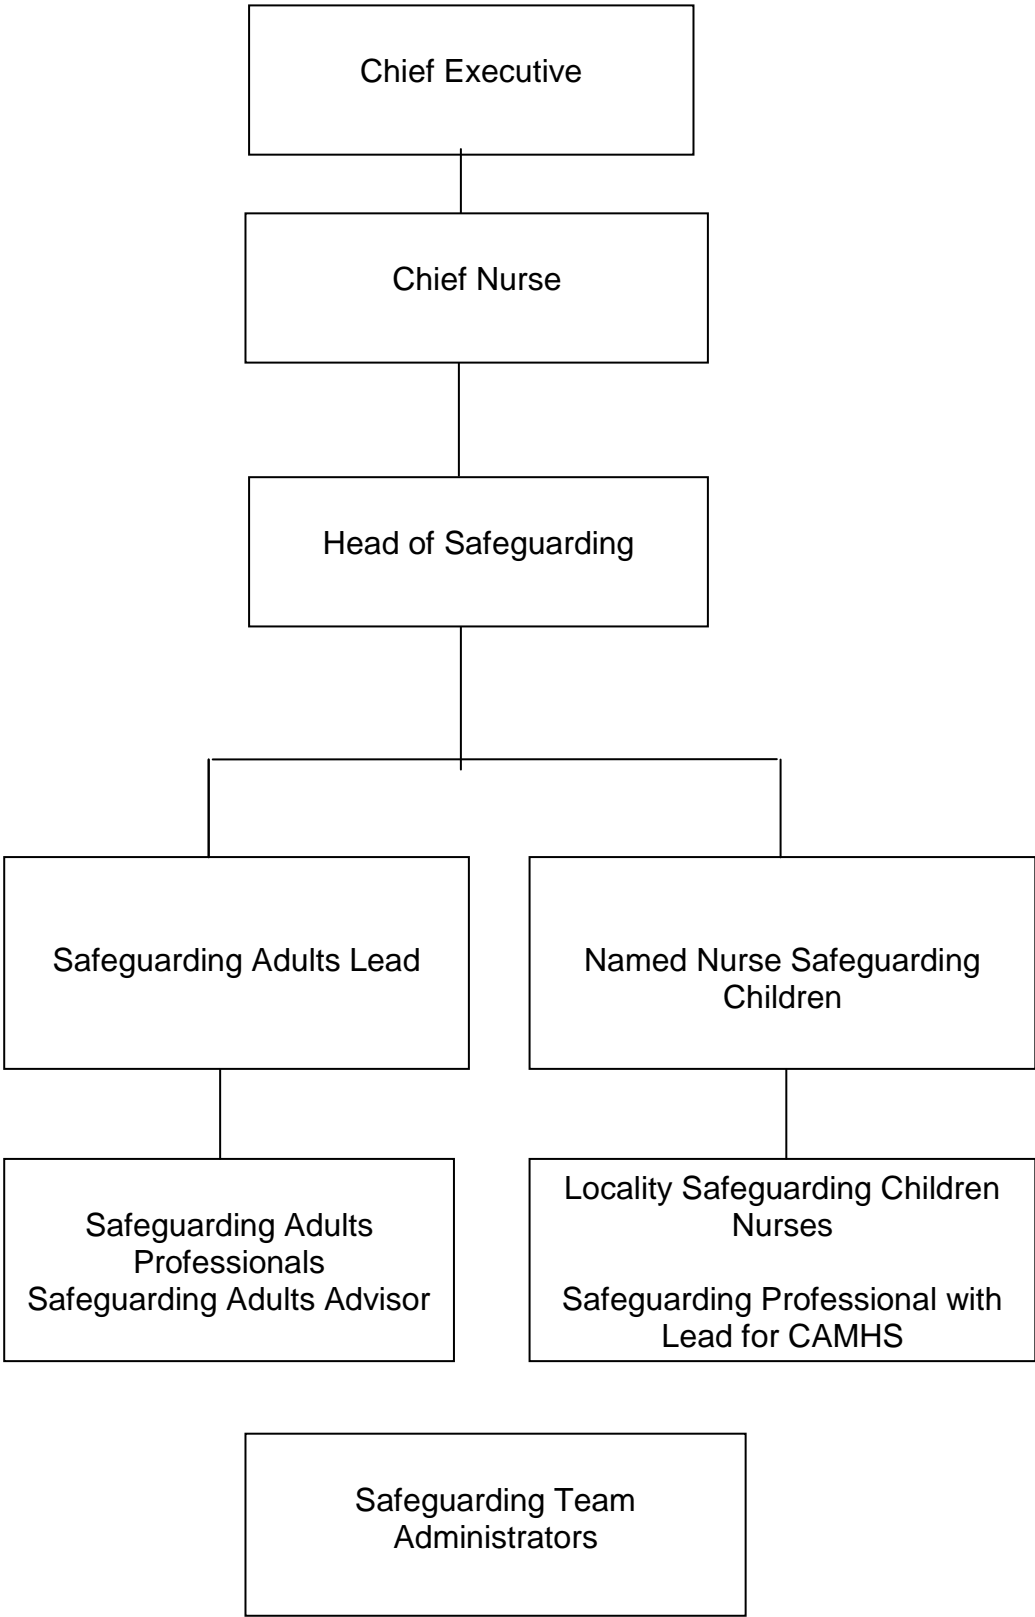 Chief Executive
Chief Nurse
Head of Safeguarding
Safeguarding Adults Lead
Named Nurse Safeguarding
Children
Safeguarding Adults
Professionals
Safeguarding Adults Advisor
Locality Safeguarding Children
Nurses
Safeguarding Professional with
Lead for CAMHS
Safeguarding Team
Administrators